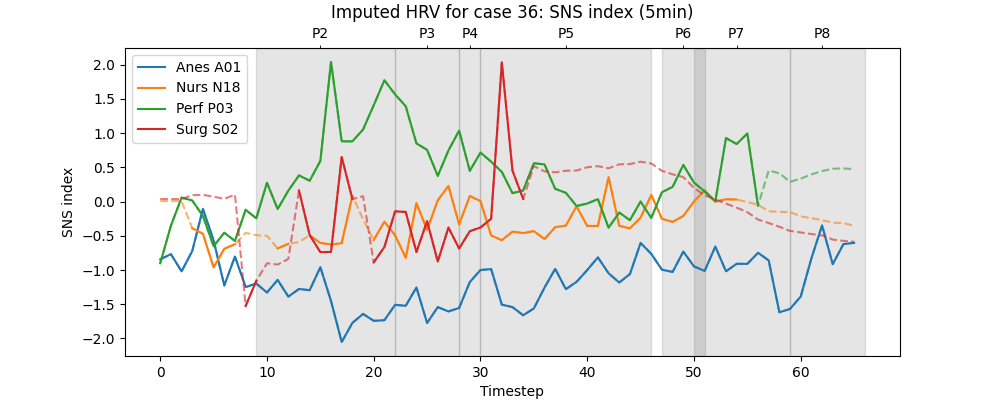 Imputed HRV for case 36: SNS index (5min)
P2 P3 P4 P5 P6 P7 P8
Anes A01
Nurs N18
Perf P03
Surg S02
SNS index
2.0
1.5
1.0
0.5
0.0
−0.5
−1.0
−1.5
−2.0
0 10 20 30 40 50 60
Timestep